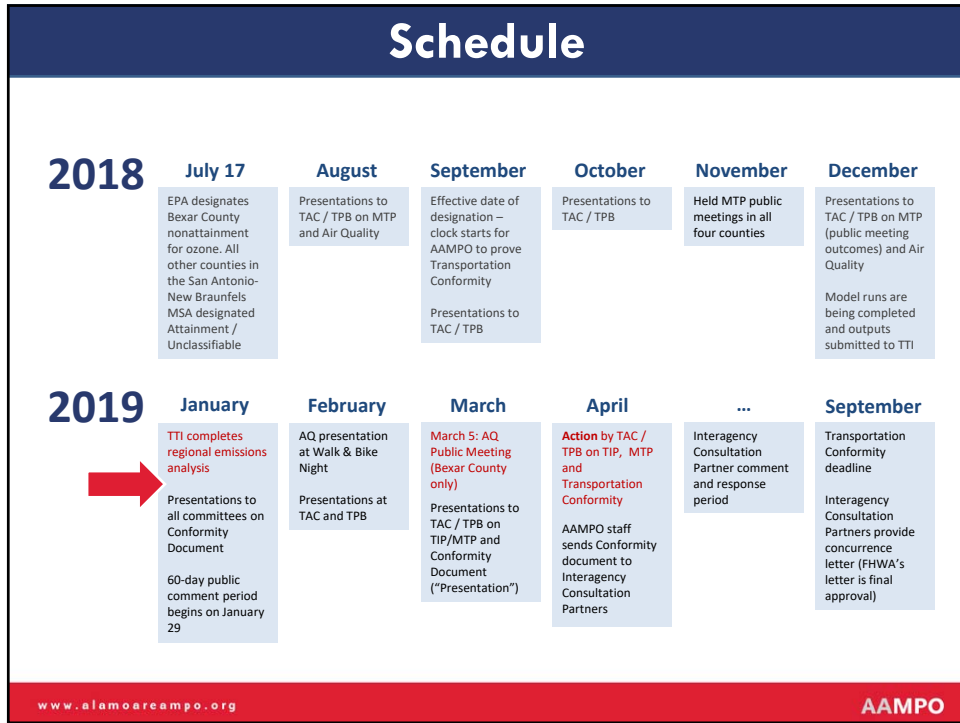 Schedule
2018
July 17
EPA designates
Bexar County
nonattainment
for ozone. All
other counties in
the San Antonio-
New Braunfels
MSA designated
Attainment /
Unclassifiable
August
Presentations to
TAC / TPB on MTP
and Air Quality
September
Effective date of
designation –
clock starts for
AAMPO to prove
Transportation
Conformity
Presentations to
TAC / TPB
October
Presentations to
TAC / TPB
November
Held MTP public
meetings in all
four counties
December
Presentations to
TAC / TPB on MTP
(public meeting
outcomes) and Air
Quality
Model runs are
being completed
and outputs
submitted to TTI
2019
January
TTI completes
regional emissions
analysis
Presentations to
all committees on
Conformity
Document
60-day public
comment period
begins on January
29
February
AQ presentation
at Walk & Bike
Night
Presentations at
TAC and TPB
March
March 5: AQ
Public Meeting
(Bexar County
only)
Presentations to
TAC / TPB on
TIP/MTP and
Conformity
Document
(“Presentation”)
April
Action by TAC /
TPB on TIP, MTP
and
Transportation
Conformity
AAMPO staff
sends Conformity
document to
Interagency
Consultation
Partners
...
Interagency
Consultation
Partner comment
and response
period
September
Transportation
Conformity
deadline
Interagency
Consultation
Partners provide
concurrence
letter (FHWA’s
letter is final
approval)
www.alamoareampo.org
AAMPO